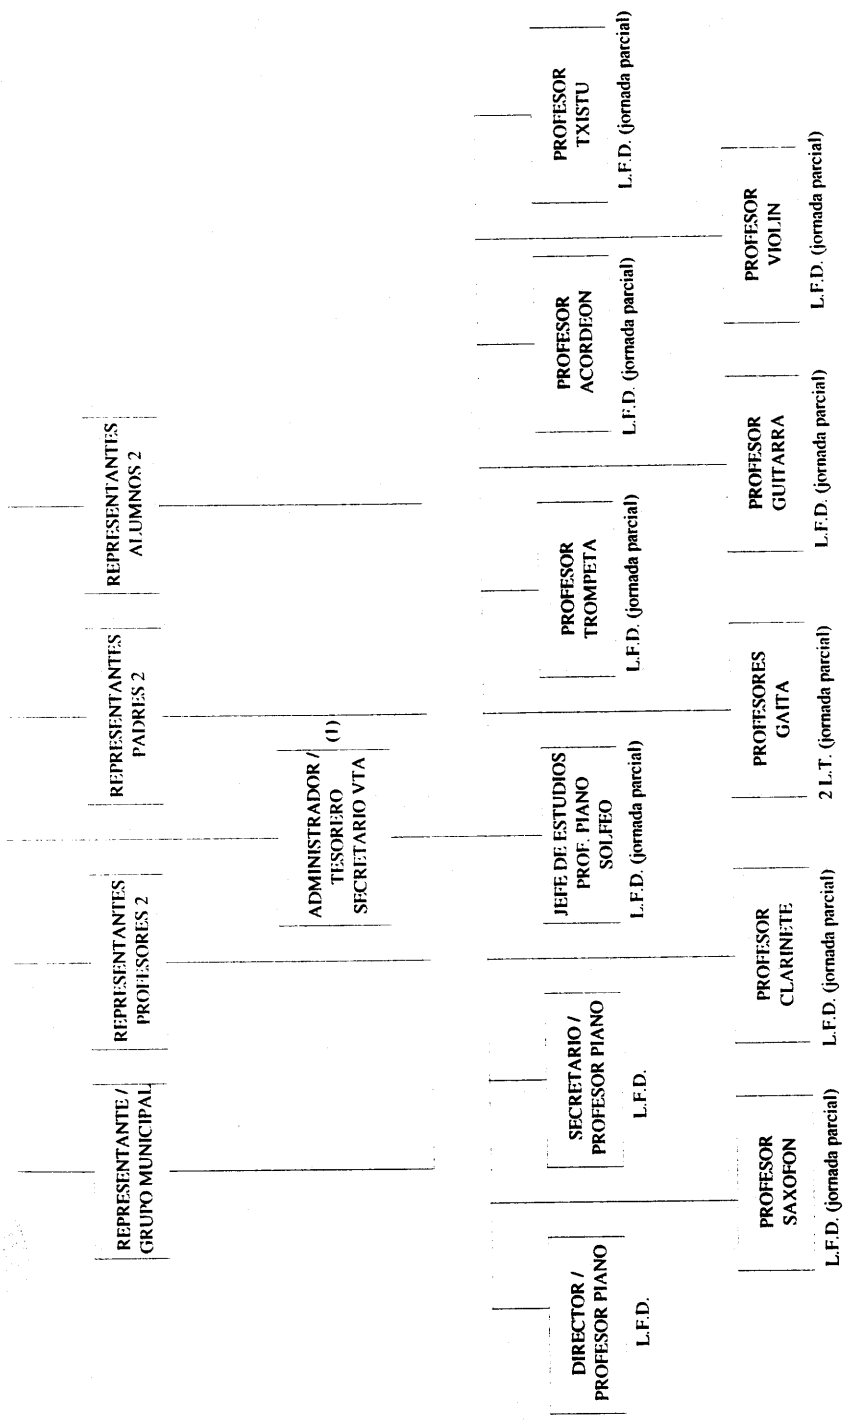 REPRESENTANTE /
GRUPO MUNICIPAL
REPRESENTANTES
PROFESORES 2
REPRESENTANTES
PADRES 2
REPRESENTANTES
ALUMNOS 2
ADMINISTRADOR /
TESORERO
SECRETARIO VTA
(1)
DIRECTOR /
PROFESOR PIANO
L.F.D.
SECRETARIO /
PROFESOR PIANO
L.F.D.
JEFE DE ESTUDIOS
PROF. PIANO
SOLFEO
L.F.D. (jornada parcial)
PROFESOR
TROMPETA
L.F.D. (jornada parcial)
PROFESOR
ACORDEON
L.F.D. (jornada parcial)
PROFESOR
TXISTU
L.F.D. (jornada parcial)
PROFESOR
SAXOFON
L.F.D. (jornada parcial)
PROFESOR
CLARINETE
L.F.D. (jornada parcial)
PROFESORES
GAITA
2 L.T. (jornada parcial)
PROFESOR
GUITARRA
L.F.D. (jornada parcial)
PROFESOR
VIOLIN
L.F.D. (jornada parcial)